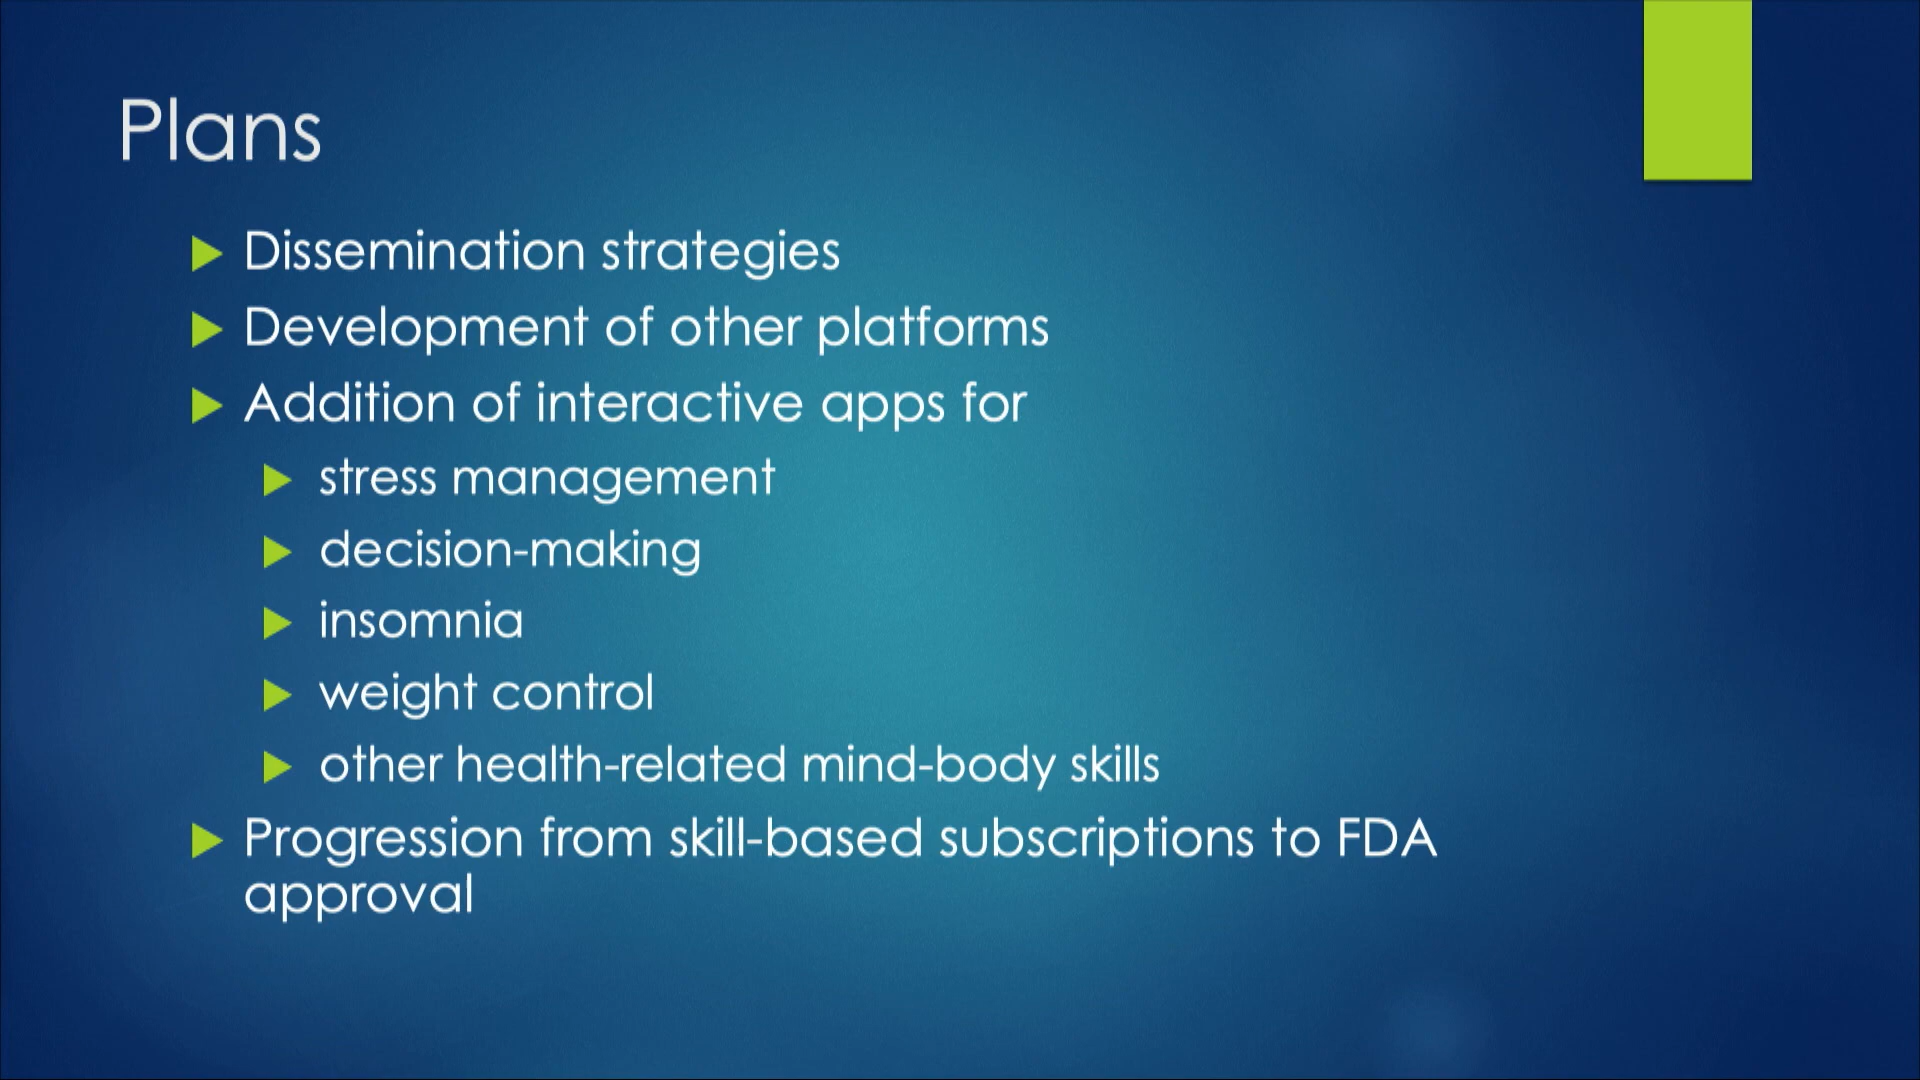 Plans
Dissemination strategies
Development of other platforms
Addition of interactive apps for
stress management
decision-making
insomnia
weight control
other health-related mind-body skills
Progression from skill-based subscriptions to FDA
approval